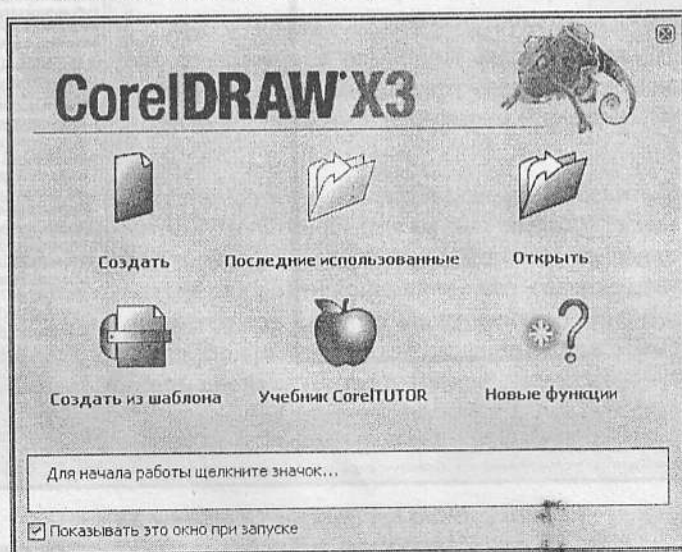 CorelDRAW X3
Создать
Последние использованные
Открыть
Создать из шаблона
Учебник CorelTUTOR
Новые функции
Для начала работы щелкните значок...
Показывать это окно при запуске